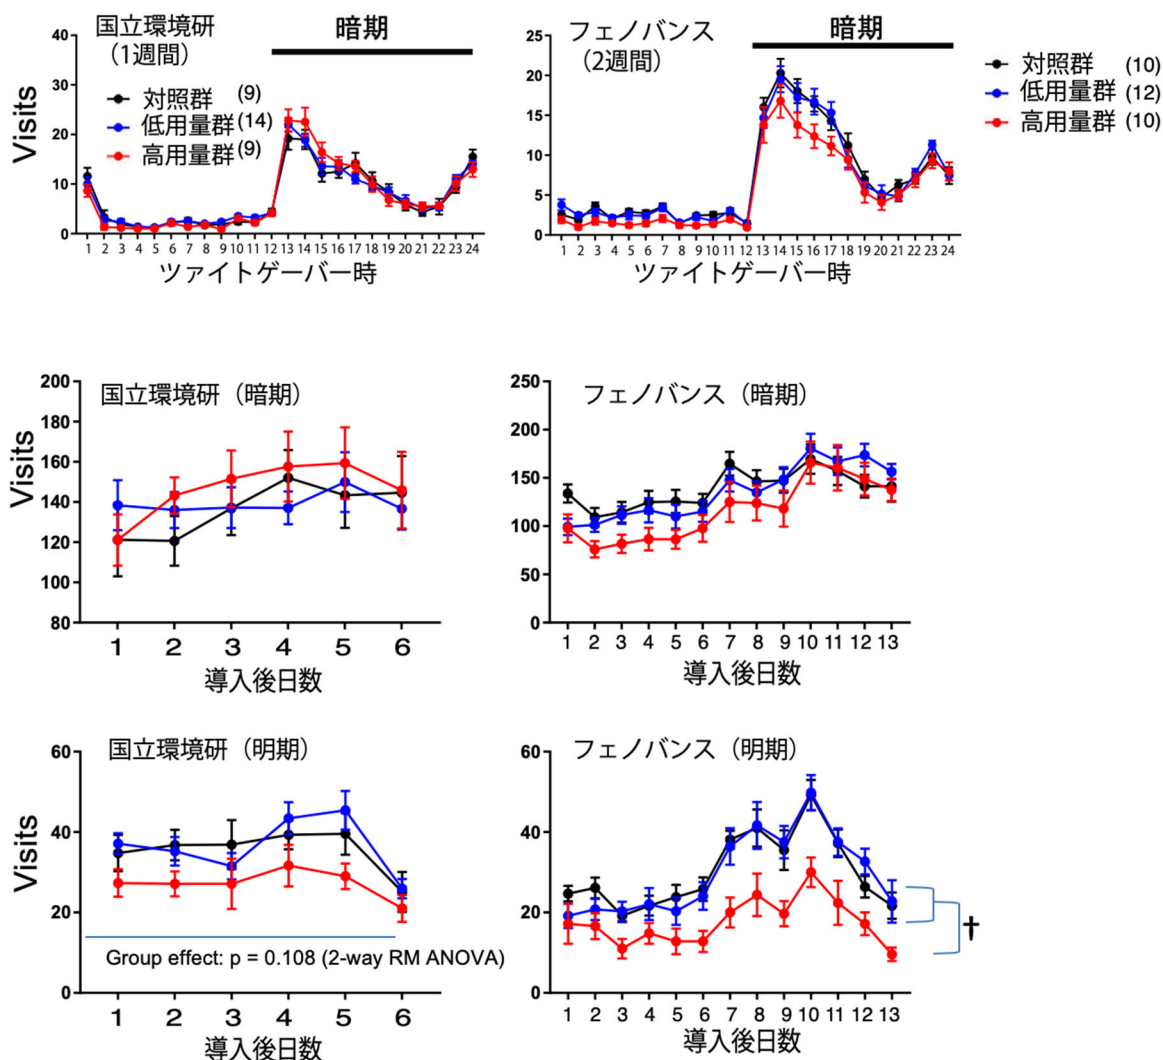 国立環境研
(1週間)
暗期
40
30
20
10
0
Visits
対照群 (9)
低用量群 (14)
高用量群 (9)
1 2 3 4 5 6 7 8 9 10 11 12 13 14 15 16 17 18 19 20 21 22 23 24
ツァイトゲーバー時
フェノバンス
(2週間)
暗期
25
20
15
10
5
0
1 2 3 4 5 6 7 8 9 10 11 12 13 14 15 16 17 18 19 20 21 22 23 24
ツァイトゲーバー時
対照群 (10)
低用量群 (12)
高用量群 (10)
国立環境研（暗期）
200
180
160
140
120
100
80
Visits
1 2 3 4 5 6
導入後日数
フェノバンス（暗期）
250
200
150
100
50
0
1 2 3 4 5 6 7 8 9 10 11 12 13
導入後日数
国立環境研（明期）
60
40
20
0
Visits
Group effect: p = 0.108 (2-way RM ANOVA)
1 2 3 4 5 6
導入後日数
フェノバンス（明期）
60
40
20
0
†
1 2 3 4 5 6 7 8 9 10 11 12 13
導入後日数